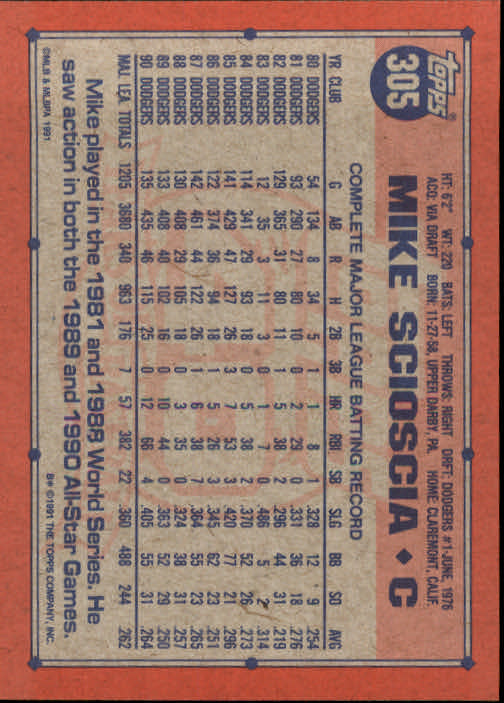 TOPPS®
305
MIKE SCIOSCIA ◆ C
HT: 6'2" WT: 220 BATS: LEFT THROWS: RIGHT DRFT: DODGERS #1-JUNE, 1976
ACQ: VIA DRAFT BORN: 11-27-58, UPPER DARBY, PA. HOME: CLAREMONT, CALIF.
COMPLETE MAJOR LEAGUE BATTING RECORD
YR CLUB G AB R H 2B 3B HR RBI SB SLG BB SO AVG
80 DODGERS 54 134 8 34 5 1 1 8 1 .328 12 9 .254
81 DODGERS 93 290 27 80 10 0 2 29 0 .331 36 18 .276
82 DODGERS 129 365 31 80 11 1 5 38 2 .296 44 31 .219
83 DODGERS 12 35 3 11 3 0 1 7 0 .486 5 2 .314
84 DODGERS 114 341 29 93 18 0 5 38 2 .370 52 26 .273
85 DODGERS 141 429 47 127 26 3 7 53 3 .420 77 21 .296
86 DODGERS 122 374 36 94 18 1 5 26 3 .345 62 23 .251
87 DODGERS 142 461 44 122 26 1 6 38 7 .364 55 23 .265
88 DODGERS 130 408 29 105 18 0 3 35 0 .324 38 31 .257
89 DODGERS 133 408 40 102 16 0 10 44 0 .363 52 29 .250
90 DODGERS 135 435 46 115 25 0 12 66 4 .405 55 31 .264
MAJ. LEA. TOTALS 1205 3680 340 963 176 7 57 382 22 .360 488 244 .262
Mike played in the 1981 and 1988 World Series. He
saw action in both the 1989 and 1990 All-Star Games.
©MLB & MLBPA 1991
B* ©1991 THE TOPPS COMPANY, INC.